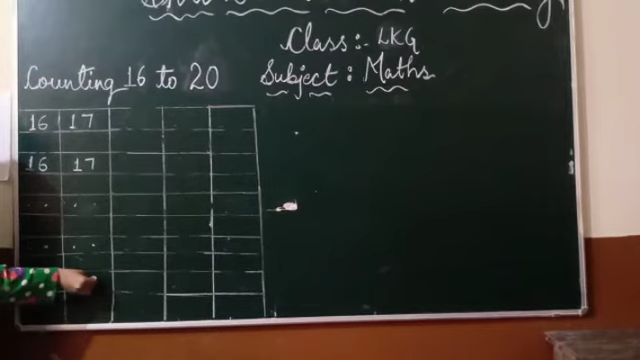 Class:- LKG
Counting 16 to 20
Subject: Maths
16 17
16 17